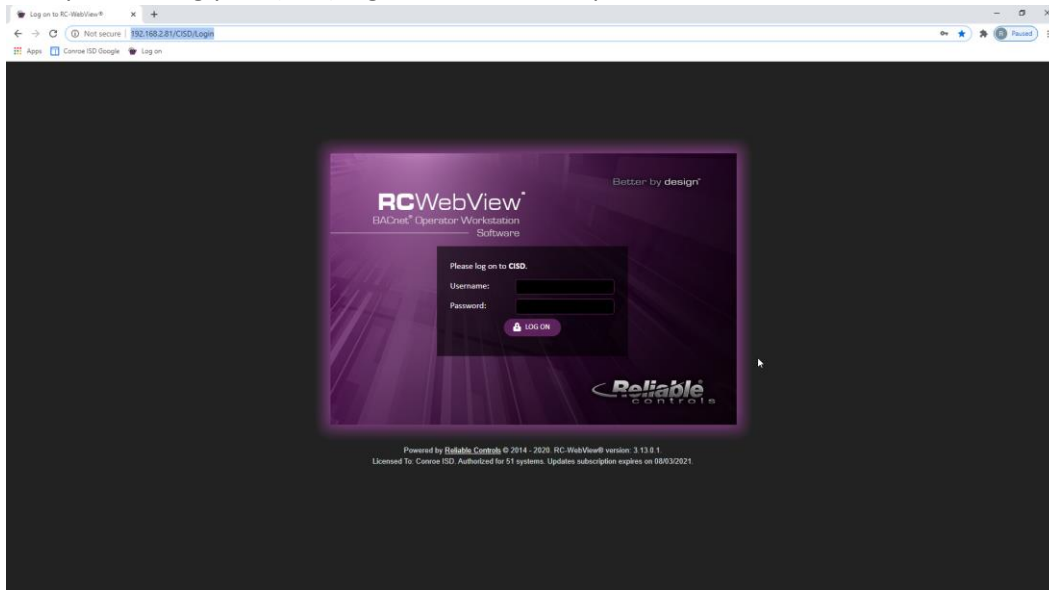 Log on to RC-WebView®
Not secure | 192.168.2.81/CISD/Login
Paused
Apps Conroe ISD Google Log on
Better by design
RCWebView
BACnet® Operator Workstation
Software
Please log on to CISD.
Username:
Password:
LOG ON
Reliable
controls
Powered by Reliable Controls © 2014 - 2020. RC-WebView® version: 3.13.0.1.
Licensed To: Conroe ISD. Authorized for 51 systems. Updates subscription expires on 08/03/2021.